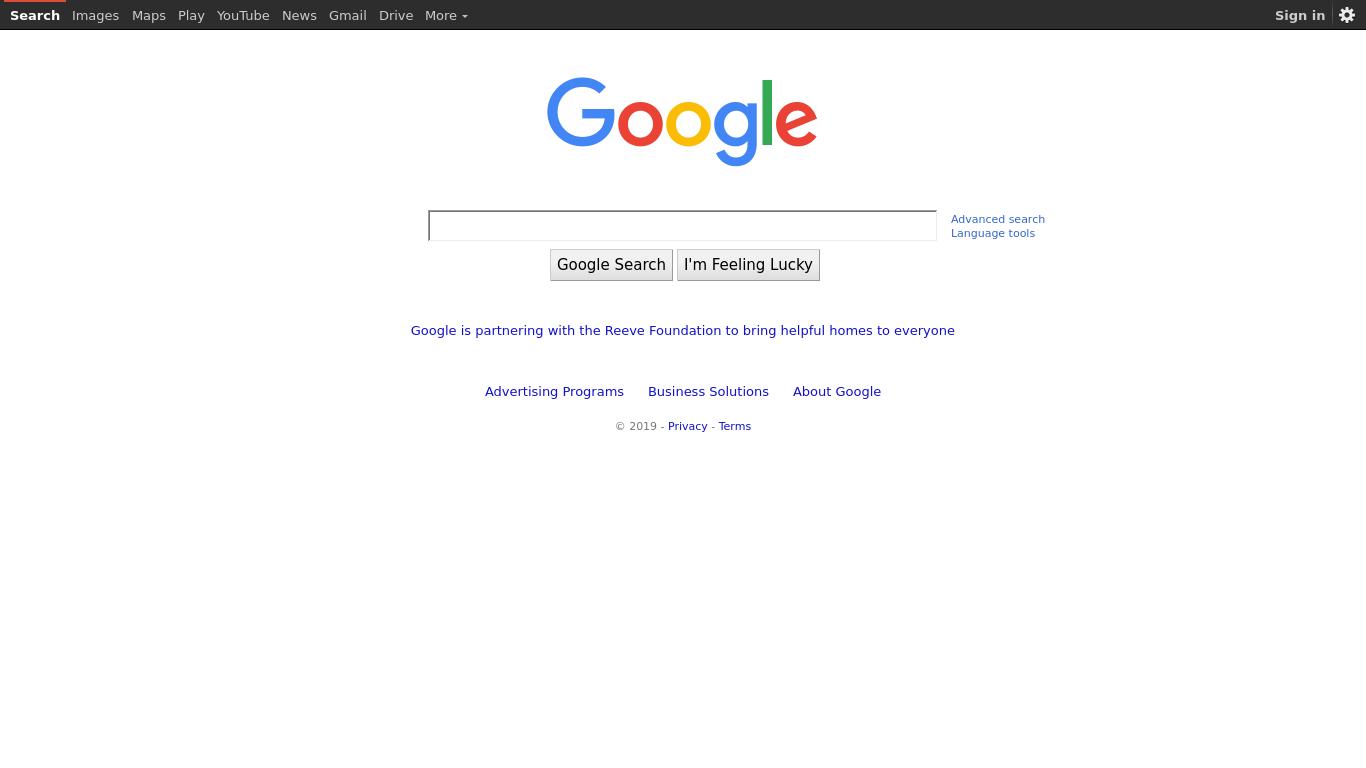 Search Images Maps Play YouTube News Gmail Drive More Sign in
Google
Advanced search
Language tools
Google Search I'm Feeling Lucky
Google is partnering with the Reeve Foundation to bring helpful homes to everyone
Advertising Programs Business Solutions About Google
© 2019 - Privacy - Terms